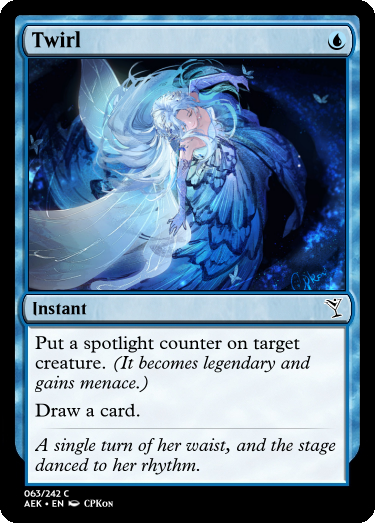 Twirl
Instant
Put a spotlight counter on target
creature. (It becomes legendary and
gains menace.)
Draw a card.
A single turn of her waist, and the stage
danced to her rhythm.
063/242 C
AEK • EN CPKon